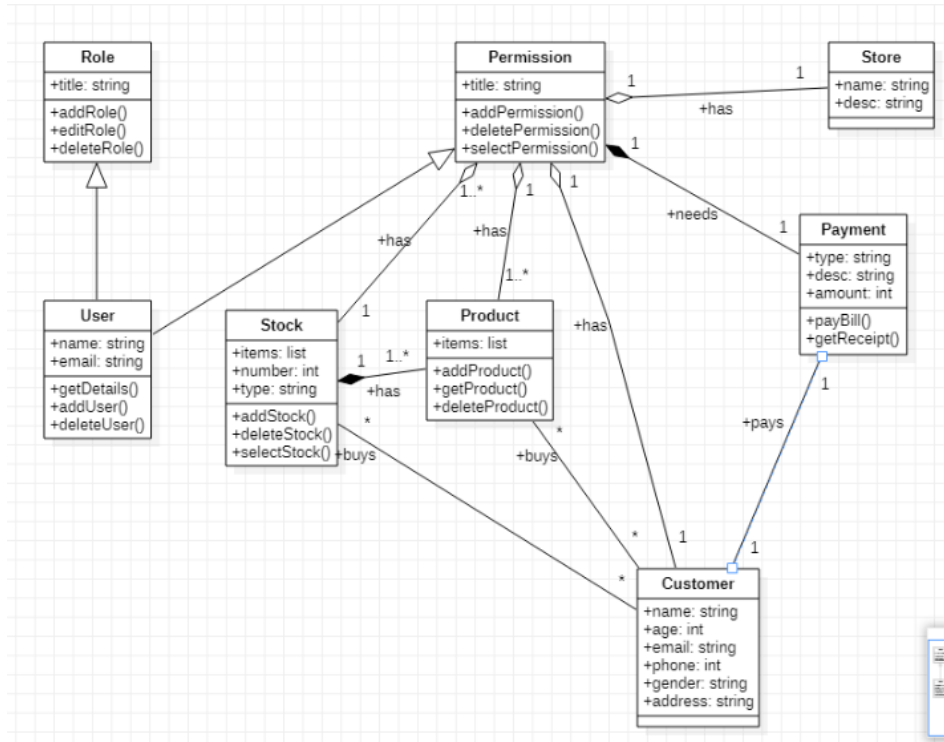 Role
+title: string
+addRole()
+editRole()
+deleteRole()
Permission
+title: string
+addPermission()
+deletePermission()
+selectPermission()
Store
+name: string
+desc: string
1
1
+has
1
+needs
1
Payment
+type: string
+desc: string
+amount: int
+payBill()
+getReceipt()
1..*
+has
1
1
+has
1..*
1
+has
1
User
+name: string
+email: string
+getDetails()
+addUser()
+deleteUser()
Stock
+items: list
+number: int
+type: string
+addStock()
+deleteStock()
+selectStock()
1
1..*
+has
Product
+items: list
+addProduct()
+getProduct()
+deleteProduct()
*
+buys
*
*
+buys
*
1
+pays
1
Customer
+name: string
+age: int
+email: string
+phone: int
+gender: string
+address: string